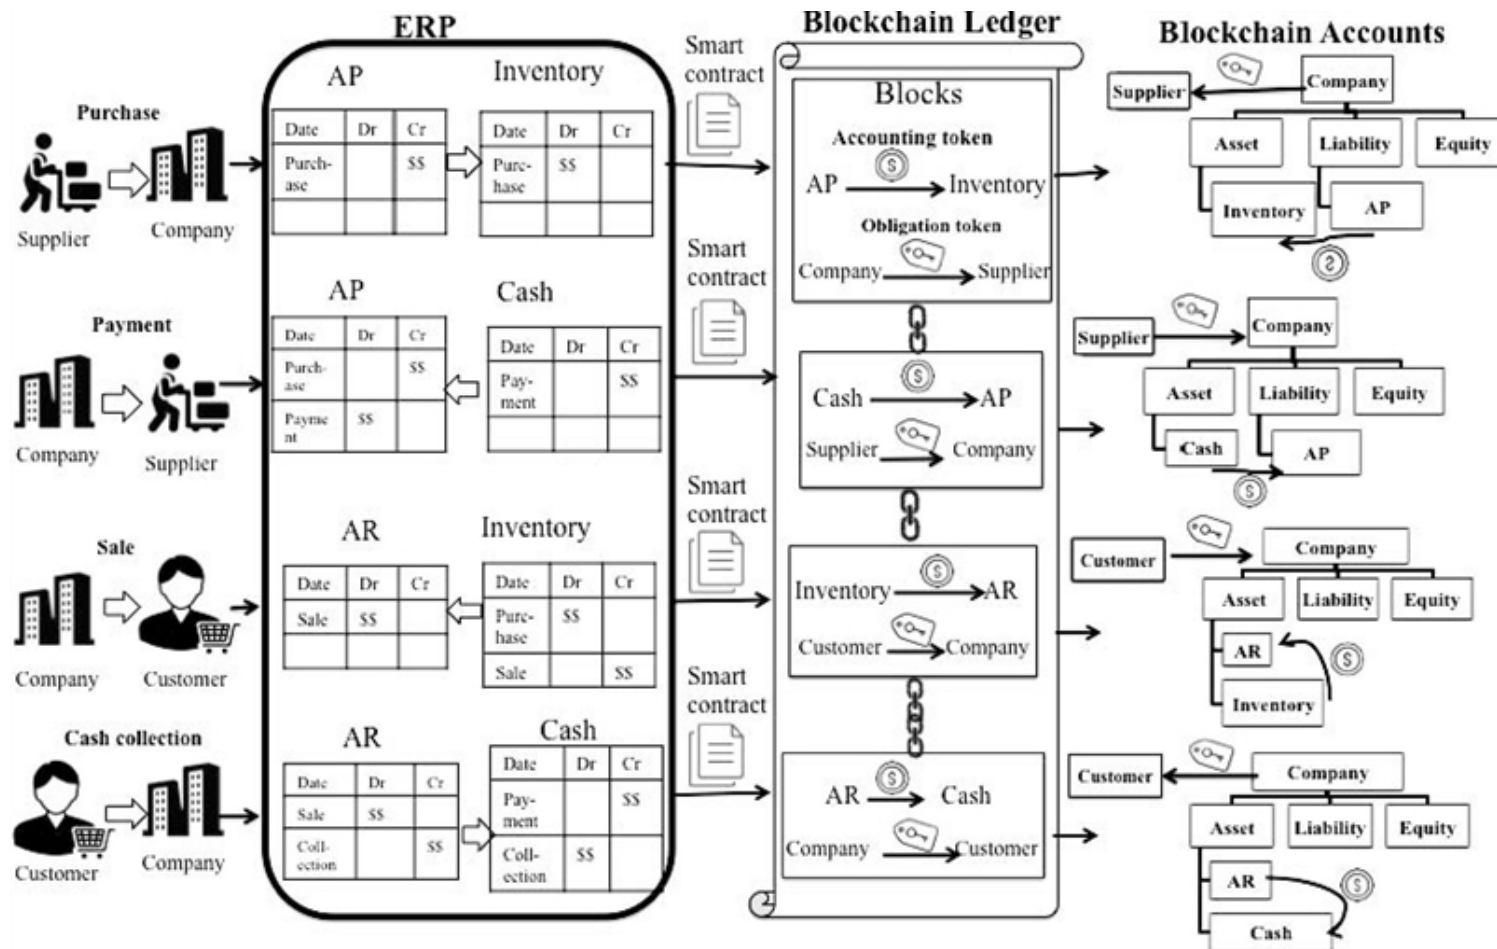 ERP
Blockchain Ledger
Blockchain Accounts
Purchase
Supplier
Company
AP
Date Dr Cr
Purch-
ase $$
Inventory
Date Dr Cr
Purc-
hase $$
Smart
contract
Blocks
Accounting token
AP Inventory
Obligation token
Company Supplier
Supplier
Company
Asset Liability Equity
Inventory AP
Payment
Company
Supplier
AP
Date Dr Cr
Purch-
ase $$
Payme
nt $$
Cash
Date Dr Cr
Pay-
ment $$
Smart
contract
Cash AP
Supplier Company
Supplier
Company
Asset Liability Equity
Cash AP
Sale
Company
Customer
AR
Date Dr Cr
Sale $$
Inventory
Date Dr Cr
Purc-
hase $$
Sale $$
Smart
contract
Inventory AR
Customer Company
Customer
Company
Asset Liability Equity
AR
Inventory
Cash collection
Customer
Company
AR
Date Dr Cr
Sale $$
Coll-
ection $$
Cash
Date Dr Cr
Pay-
ment $$
Coll-
ection $$
Smart
contract
AR Cash
Company Customer
Customer
Company
Asset Liability Equity
AR
Cash